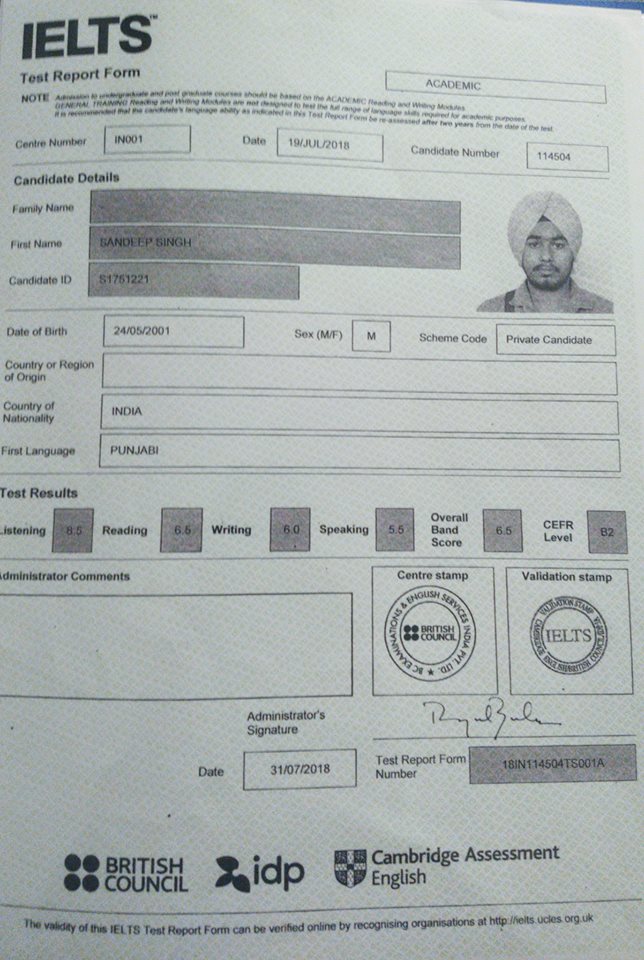 IELTS™
Test Report Form
ACADEMIC
NOTE Admission to undergraduate and post graduate courses should be based on the ACADEMIC Reading and Writing Modules.
GENERAL TRAINING Reading and Writing Modules are not designed to test the full range of language skills required for academic purposes.
It is recommended that the candidate's language ability as indicated in this Test Report Form be re-assessed after two years from the date of the test.
Centre Number IN001 Date 19/JUL/2018 Candidate Number 114504
Candidate Details
Family Name
First Name SANDEEP SINGH
Candidate ID S1751221
Date of Birth 24/05/2001 Sex (M/F) M Scheme Code Private Candidate
Country or Region
of Origin
Country of
Nationality INDIA
First Language PUNJABI
Test Results
Listening 8.5 Reading 6.5 Writing 6.0 Speaking 5.5 Overall Band Score 6.5 CEFR Level B2
Administrator Comments
Centre stamp
Validation stamp
BC EXAMINATIONS & ENGLISH SERVICES INDIA PVT. LTD.
BRITISH
COUNCIL
VALIDATION STAMP
IELTS
Administrator's
Signature
Date 31/07/2018
Test Report Form
Number 18IN114504TS001A
BRITISH
COUNCIL
idp
Cambridge Assessment
English
The validity of this IELTS Test Report Form can be verified online by recognising organisations at http://ielts.ucles.org.uk